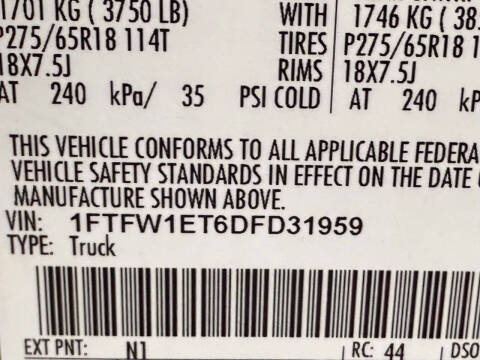 1701 KG ( 3750 LB) WITH 1746 KG ( 38
P275/65R18 114T TIRES P275/65R18 1
18X7.5J RIMS 18X7.5J
AT 240 kPa/ 35 PSI COLD AT 240 kP
THIS VEHICLE CONFORMS TO ALL APPLICABLE FEDERA
VEHICLE SAFETY STANDARDS IN EFFECT ON THE DATE
MANUFACTURE SHOWN ABOVE.
VIN: 1FTFW1ET6DFD31959
TYPE: Truck
EXT PNT: N1 RC: 44 DSO